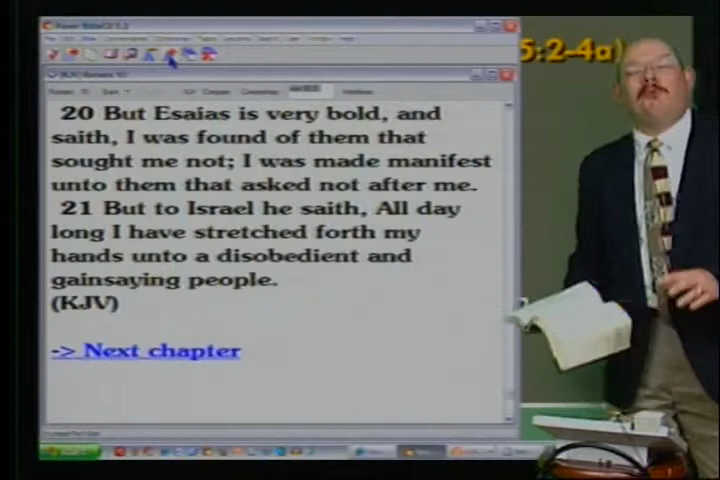 5:2-4a)
20 But Esaias is very bold, and
saith, I was found of them that
sought me not; I was made manifest
unto them that asked not after me.
21 But to Israel he saith, All day
long I have stretched forth my
hands unto a disobedient and
gainsaying people.
(KJV)
-> Next chapter